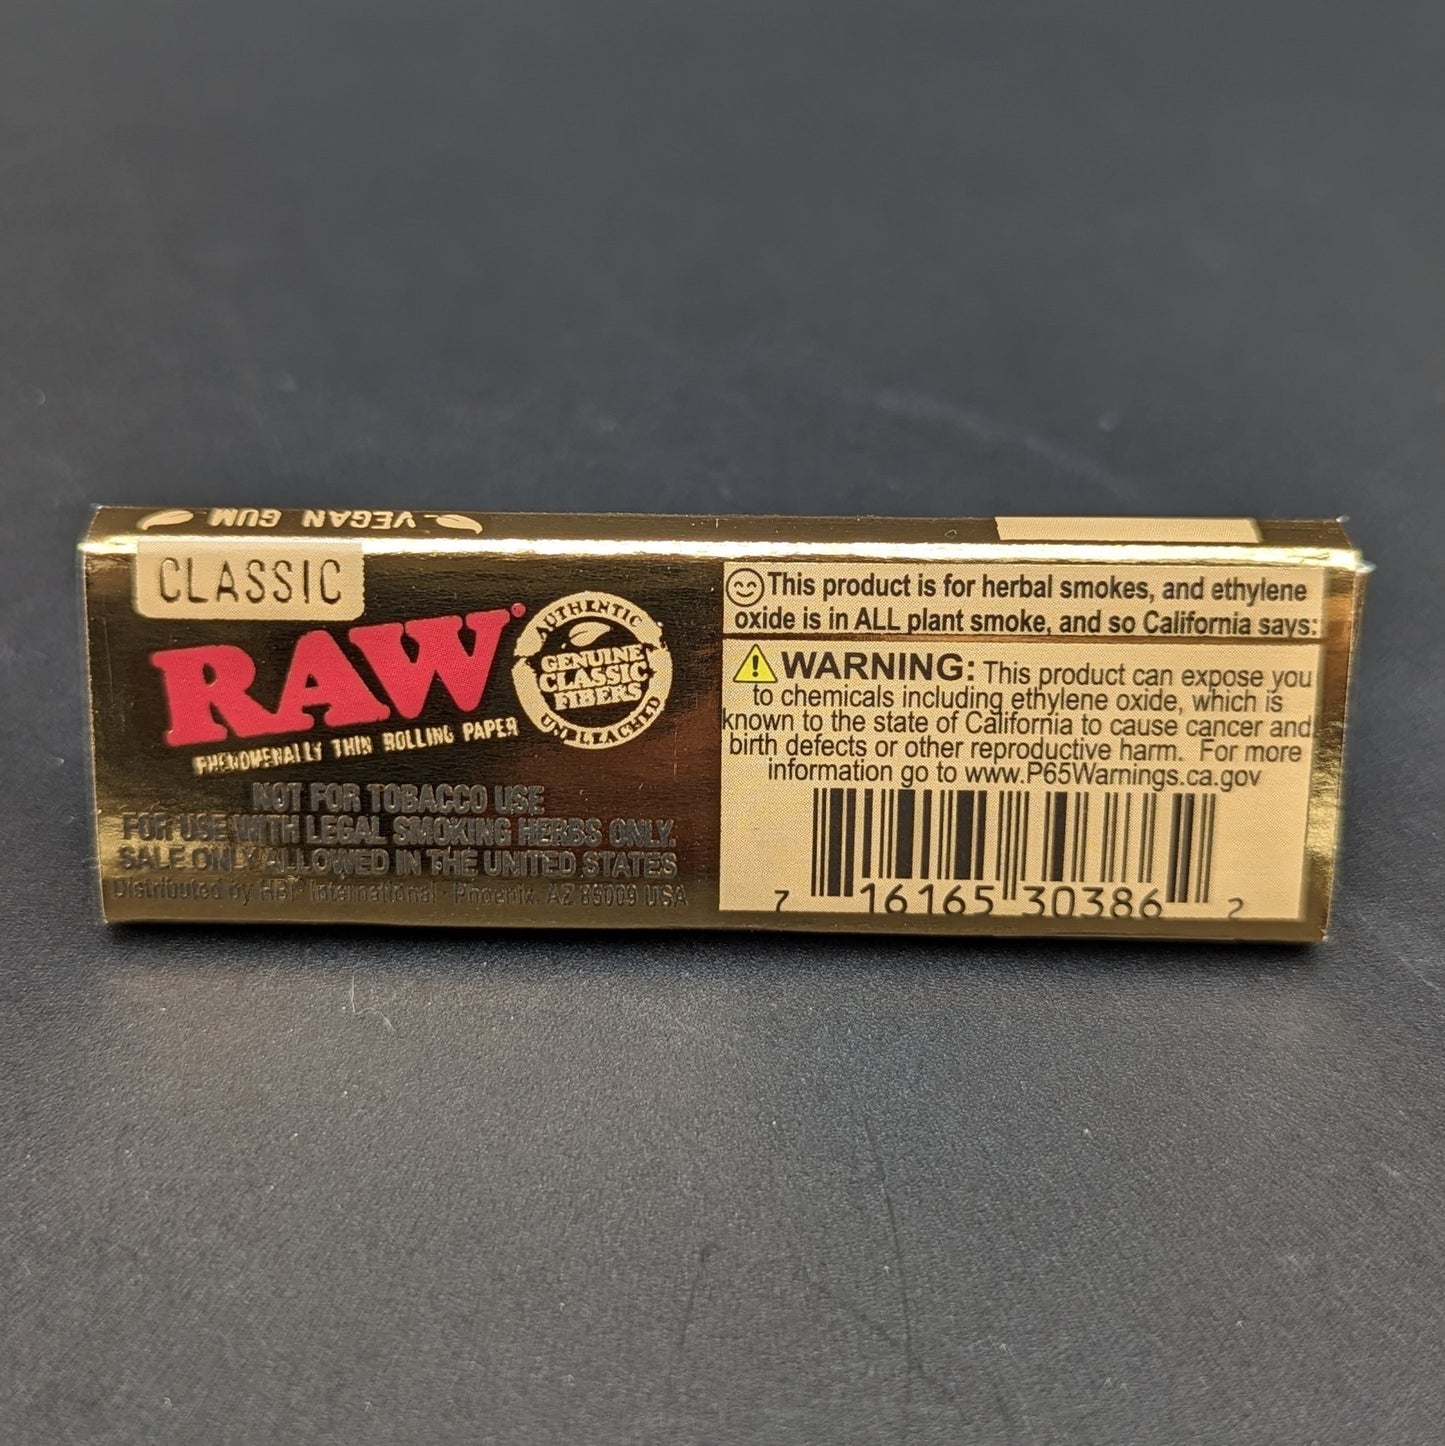 VEGAN GUM
CLASSIC
RAW®
PHENOMENALLY THIN ROLLING PAPER
AUTHENTIC
GENUINE
CLASSIC
FIBERS
UNBLEACHED
NOT FOR TOBACCO USE
FOR USE WITH LEGAL SMOKING HERBS ONLY.
SALE ONLY ALLOWED IN THE UNITED STATES
Distributed by HBI International · Phoenix, AZ 85009 USA
This product is for herbal smokes, and ethylene
oxide is in ALL plant smoke, and so California says:
WARNING: This product can expose you
to chemicals including ethylene oxide, which is
known to the state of California to cause cancer and
birth defects or other reproductive harm. For more
information go to www.P65Warnings.ca.gov
7 16165 30386 2